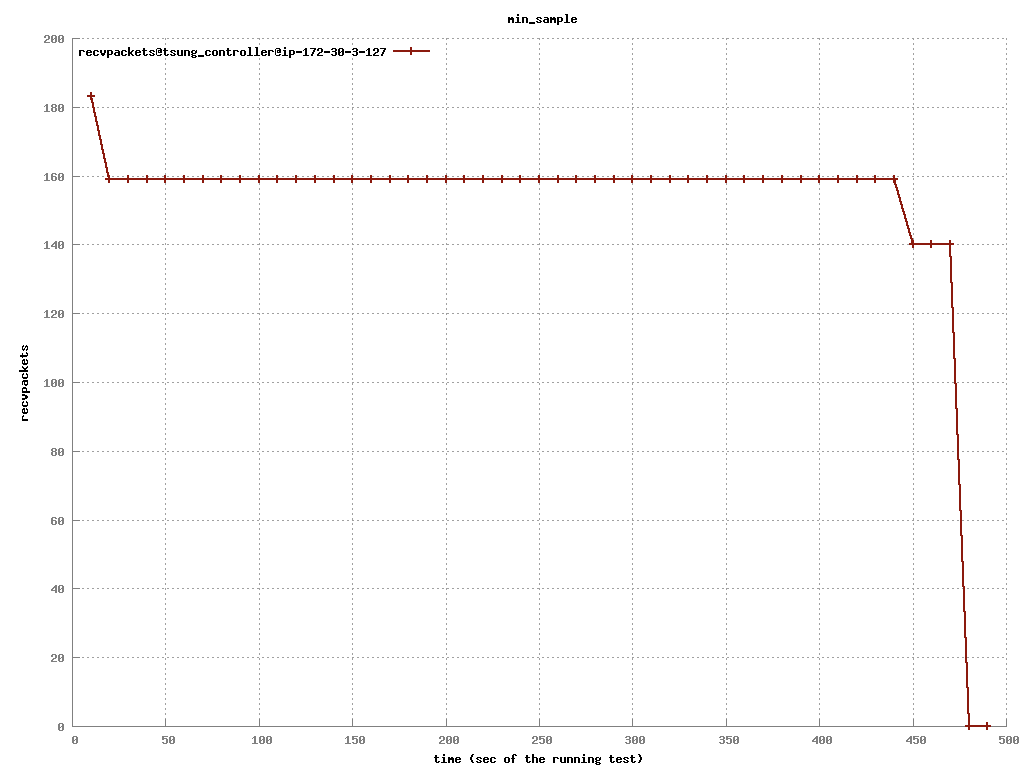 min_sample
recvpackets@tsung_controller@ip-172-30-3-127
200
180
160
140
120
100
80
60
40
20
0
recvpackets
0 50 100 150 200 250 300 350 400 450 500
time (sec of the running test)